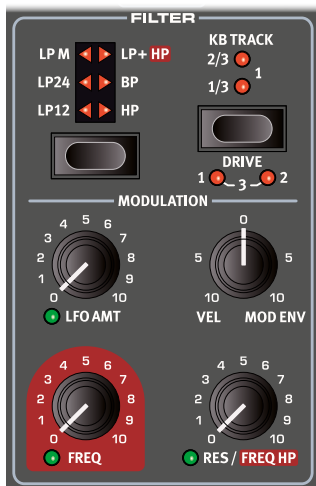 FILTER
KB TRACK
LP M LP+ HP 2/3 1
LP24 BP 1/3
LP12 HP
DRIVE
1 3 2
MODULATION
0 1 2 3 4 5 6 7 8 9 10 10 5 0 5 10
LFO AMT VEL MOD ENV
0 1 2 3 4 5 6 7 8 9 10 0 1 2 3 4 5 6 7 8 9 10
FREQ RES / FREQ HP